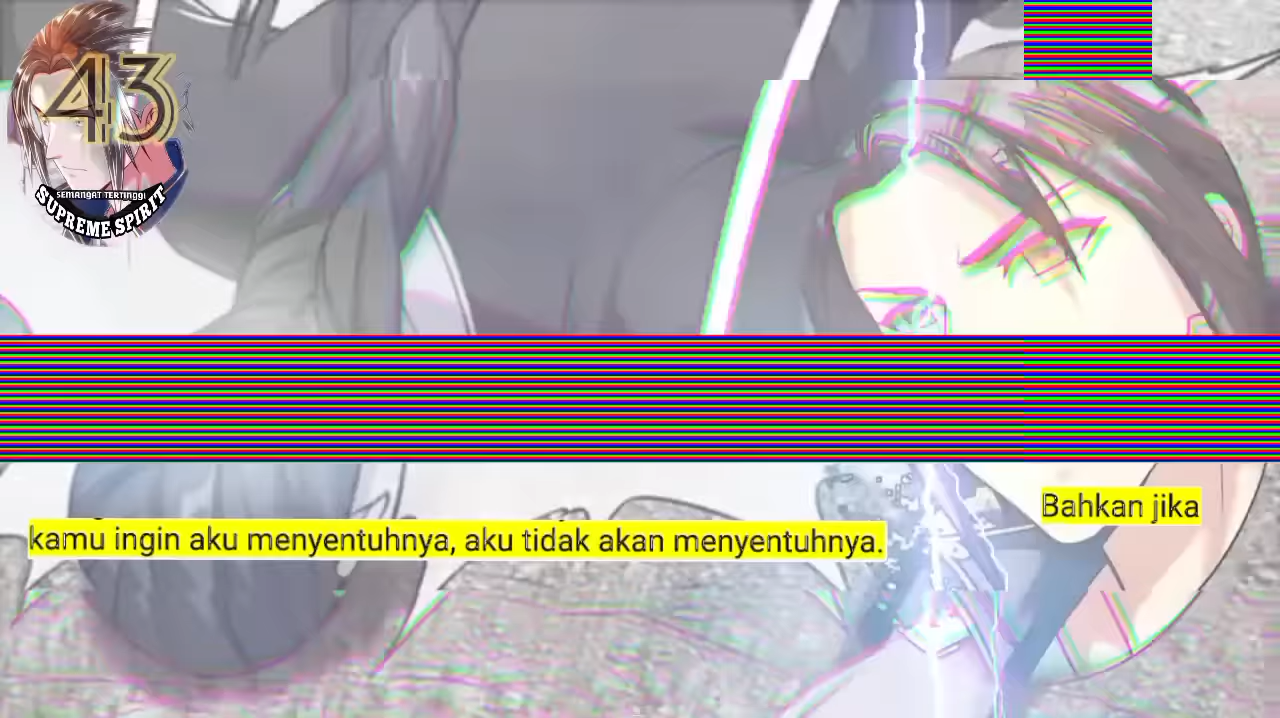 43
SEMANGAT TERTINGGI
SUPREME SPIRIT
Bahkan jika
kamu ingin aku menyentuhnya, aku tidak akan menyentuhnya.